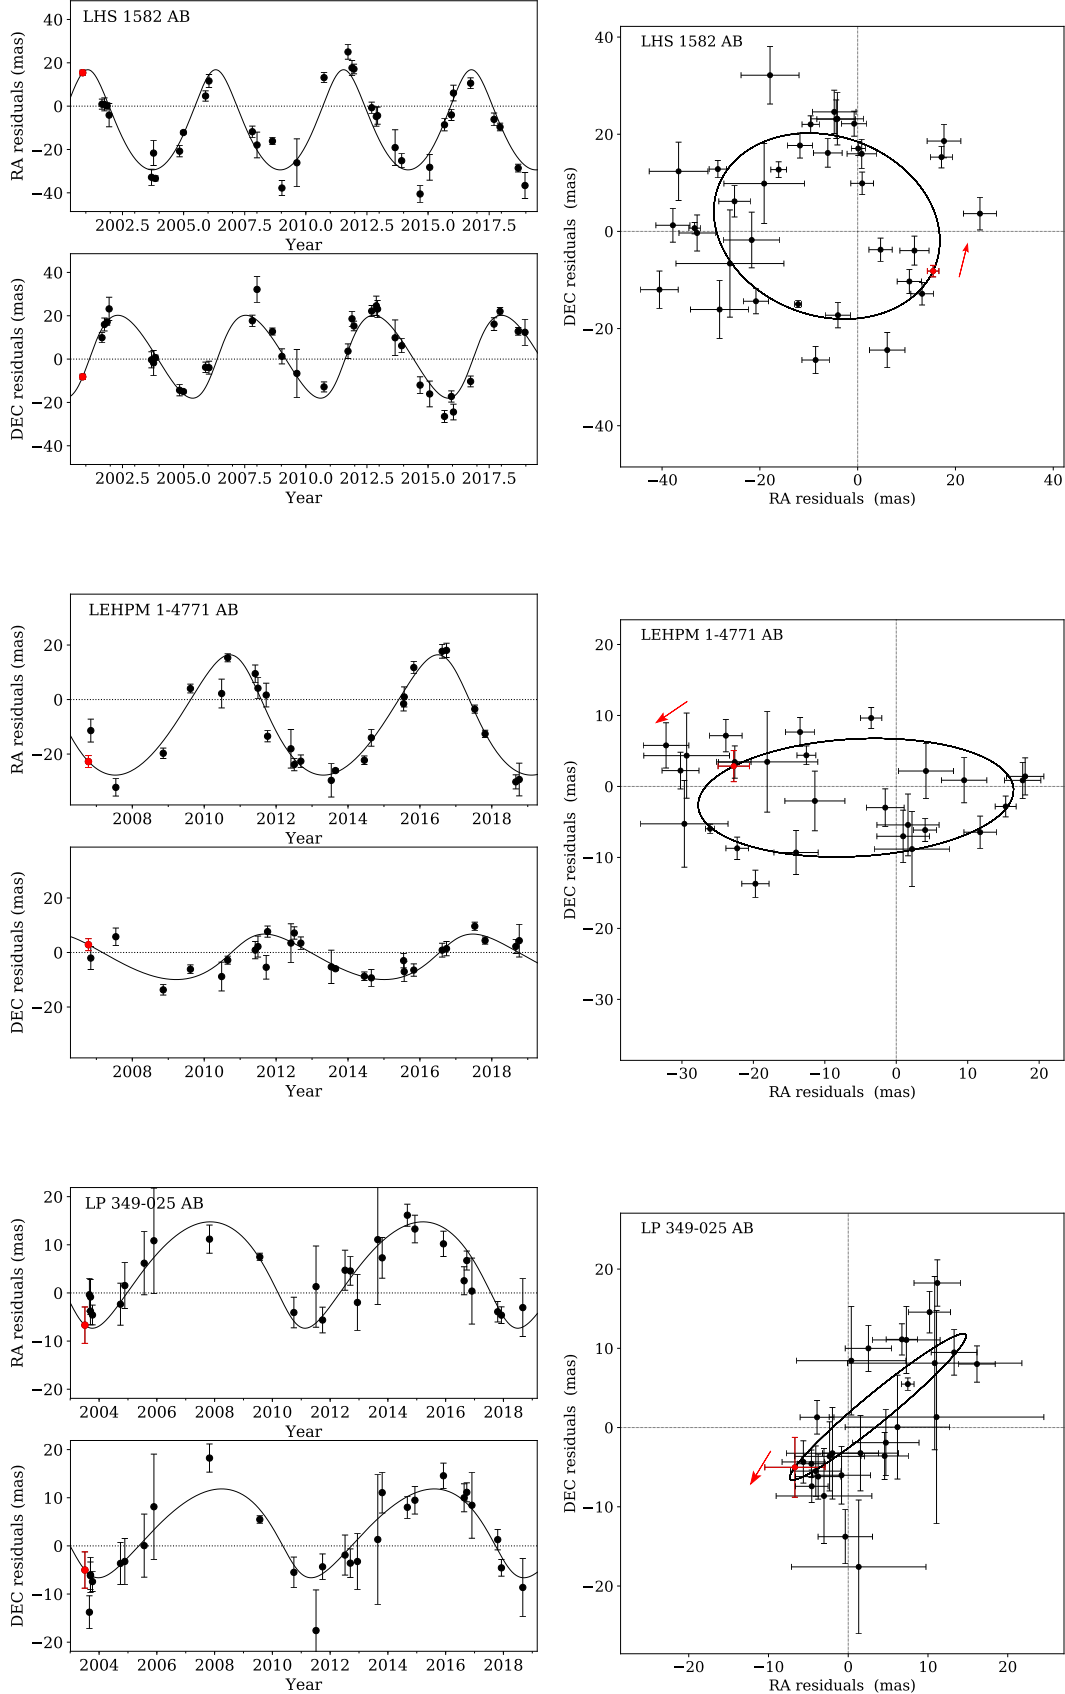 LHS 1582 AB
RA residuals (mas)
40
20
0
−20
−40
2002.5 2005.0 2007.5 2010.0 2012.5 2015.0 2017.5
Year
DEC residuals (mas)
40
20
0
−20
−40
2002.5 2005.0 2007.5 2010.0 2012.5 2015.0 2017.5
Year
LHS 1582 AB
DEC residuals (mas)
40
20
0
−20
−40
−40 −20 0 20 40
RA residuals (mas)
LEHPM 1-4771 AB
RA residuals (mas)
20
0
−20
2008 2010 2012 2014 2016 2018
Year
DEC residuals (mas)
20
0
−20
2008 2010 2012 2014 2016 2018
Year
LEHPM 1-4771 AB
DEC residuals (mas)
20
10
0
−10
−20
−30
−30 −20 −10 0 10 20
RA residuals (mas)
LP 349-025 AB
RA residuals (mas)
20
10
0
−10
−20
2004 2006 2008 2010 2012 2014 2016 2018
Year
DEC residuals (mas)
20
10
0
−10
−20
2004 2006 2008 2010 2012 2014 2016 2018
Year
LP 349-025 AB
DEC residuals (mas)
20
10
0
−10
−20
−20 −10 0 10 20
RA residuals (mas)